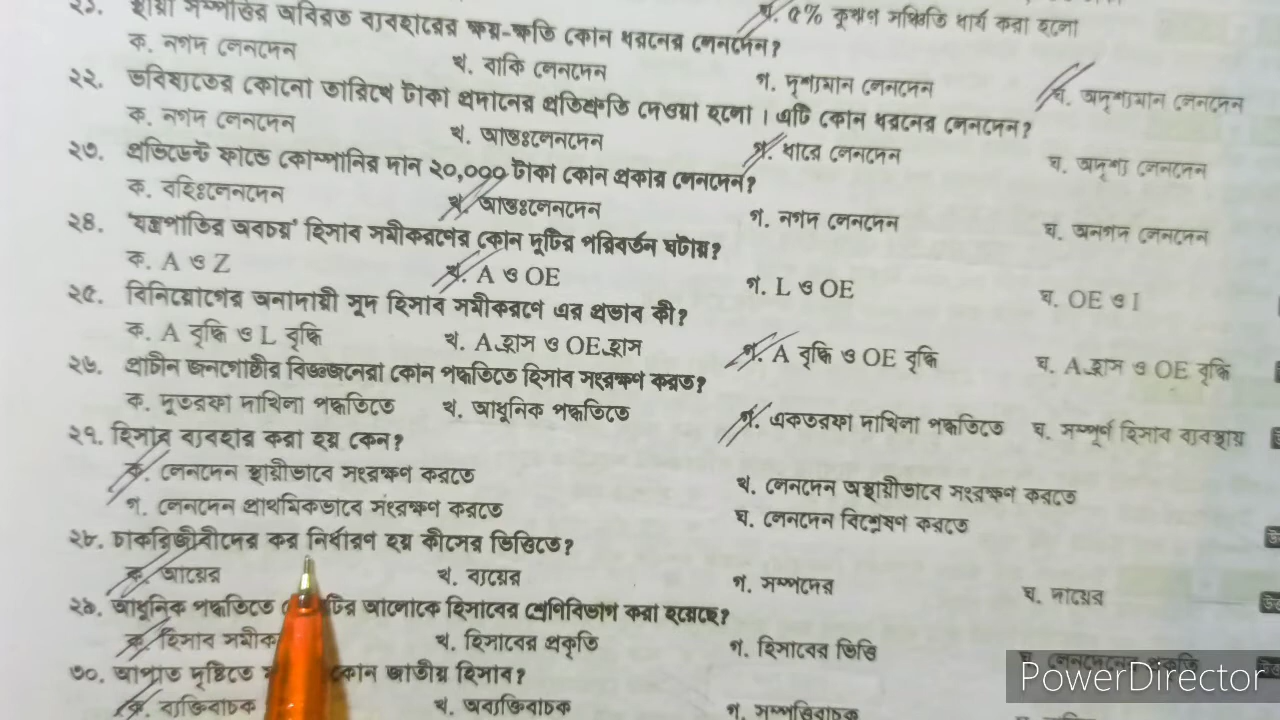 ঘ. ৫% কুঋণ সঞ্চিতি ধার্য করা হলো
২১. স্থায়ী সম্পত্তির অবিরত ব্যবহারের ক্ষয়-ক্ষতি কোন ধরনের লেনদেন?
ক. নগদ লেনদেন খ. বাকি লেনদেন গ. দৃশ্যমান লেনদেন ঘ. অদৃশ্যমান লেনদেন
২২. ভবিষ্যতের কোনো তারিখে টাকা প্রদানের প্রতিশ্রুতি দেওয়া হলো । এটি কোন ধরনের লেনদেন?
ক. নগদ লেনদেন খ. আন্তঃলেনদেন গ. ধারে লেনদেন ঘ. অদৃশ্য লেনদেন
২৩. প্রভিডেন্ট ফান্ডে কোম্পানির দান ২০,০০০ টাকা কোন প্রকার লেনদেন?
ক. বহিঃলেনদেন খ. আন্তঃলেনদেন গ. নগদ লেনদেন ঘ. অনগদ লেনদেন
২৪. 'যন্ত্রপাতির অবচয়' হিসাব সমীকরণের কোন দুটির পরিবর্তন ঘটায়?
ক. A ও Z খ. A ও OE গ. L ও OE ঘ. OE ও I
২৫. বিনিয়োগের অনাদায়ী সুদ হিসাব সমীকরণে এর প্রভাব কী?
ক. A বৃদ্ধি ও L বৃদ্ধি খ. A হ্রাস ও OE হ্রাস গ. A বৃদ্ধি ও OE বৃদ্ধি ঘ. A হ্রাস ও OE বৃদ্ধি
২৬. প্রাচীন জনগোষ্ঠীর বিজ্ঞজনেরা কোন পদ্ধতিতে হিসাব সংরক্ষণ করত?
ক. দুতরফা দাখিলা পদ্ধতিতে খ. আধুনিক পদ্ধতিতে গ. একতরফা দাখিলা পদ্ধতিতে ঘ. সম্পূর্ণ হিসাব ব্যবস্থায়
২৭. হিসাব ব্যবহার করা হয় কেন?
ক. লেনদেন স্থায়ীভাবে সংরক্ষণ করতে খ. লেনদেন অস্থায়ীভাবে সংরক্ষণ করতে
গ. লেনদেন প্রাথমিকভাবে সংরক্ষণ করতে ঘ. লেনদেন বিশ্লেষণ করতে
২৮. চাকরিজীবীদের কর নির্ধারণ হয় কীসের ভিত্তিতে?
ক. আয়ের খ. ব্যয়ের গ. সম্পদের ঘ. দায়ের
২৯. আধুনিক পদ্ধতিতে আলোকে হিসাবের শ্রেণিবিভাগ করা হয়েছে?
ক. হিসাব খ. হিসাবের প্রকৃতি গ. হিসাবের ভিত্তি
৩০. আপাত দৃষ্টিতে কোন জাতীয় হিসাব?
ক. ব্যক্তিবাচক খ. অব্যক্তিবাচক গ. সম্পত্তিবাচক
PowerDirector